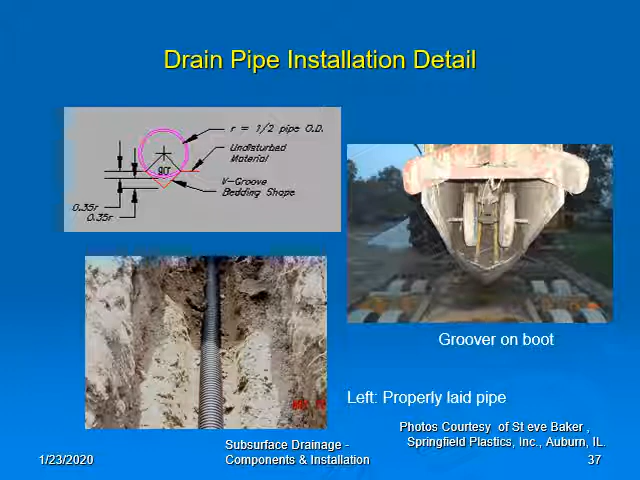 Drain Pipe Installation Detail
r = 1/2 pipe O.D.
Undisturbed
Material
90°
V-Groove
Bedding Shape
0.35r
0.35r
Groover on boot
Left: Properly laid pipe
Photos Courtesy of St eve Baker ,
Springfield Plastics, Inc., Auburn, IL.
Subsurface Drainage -
Components & Installation
1/23/2020
37